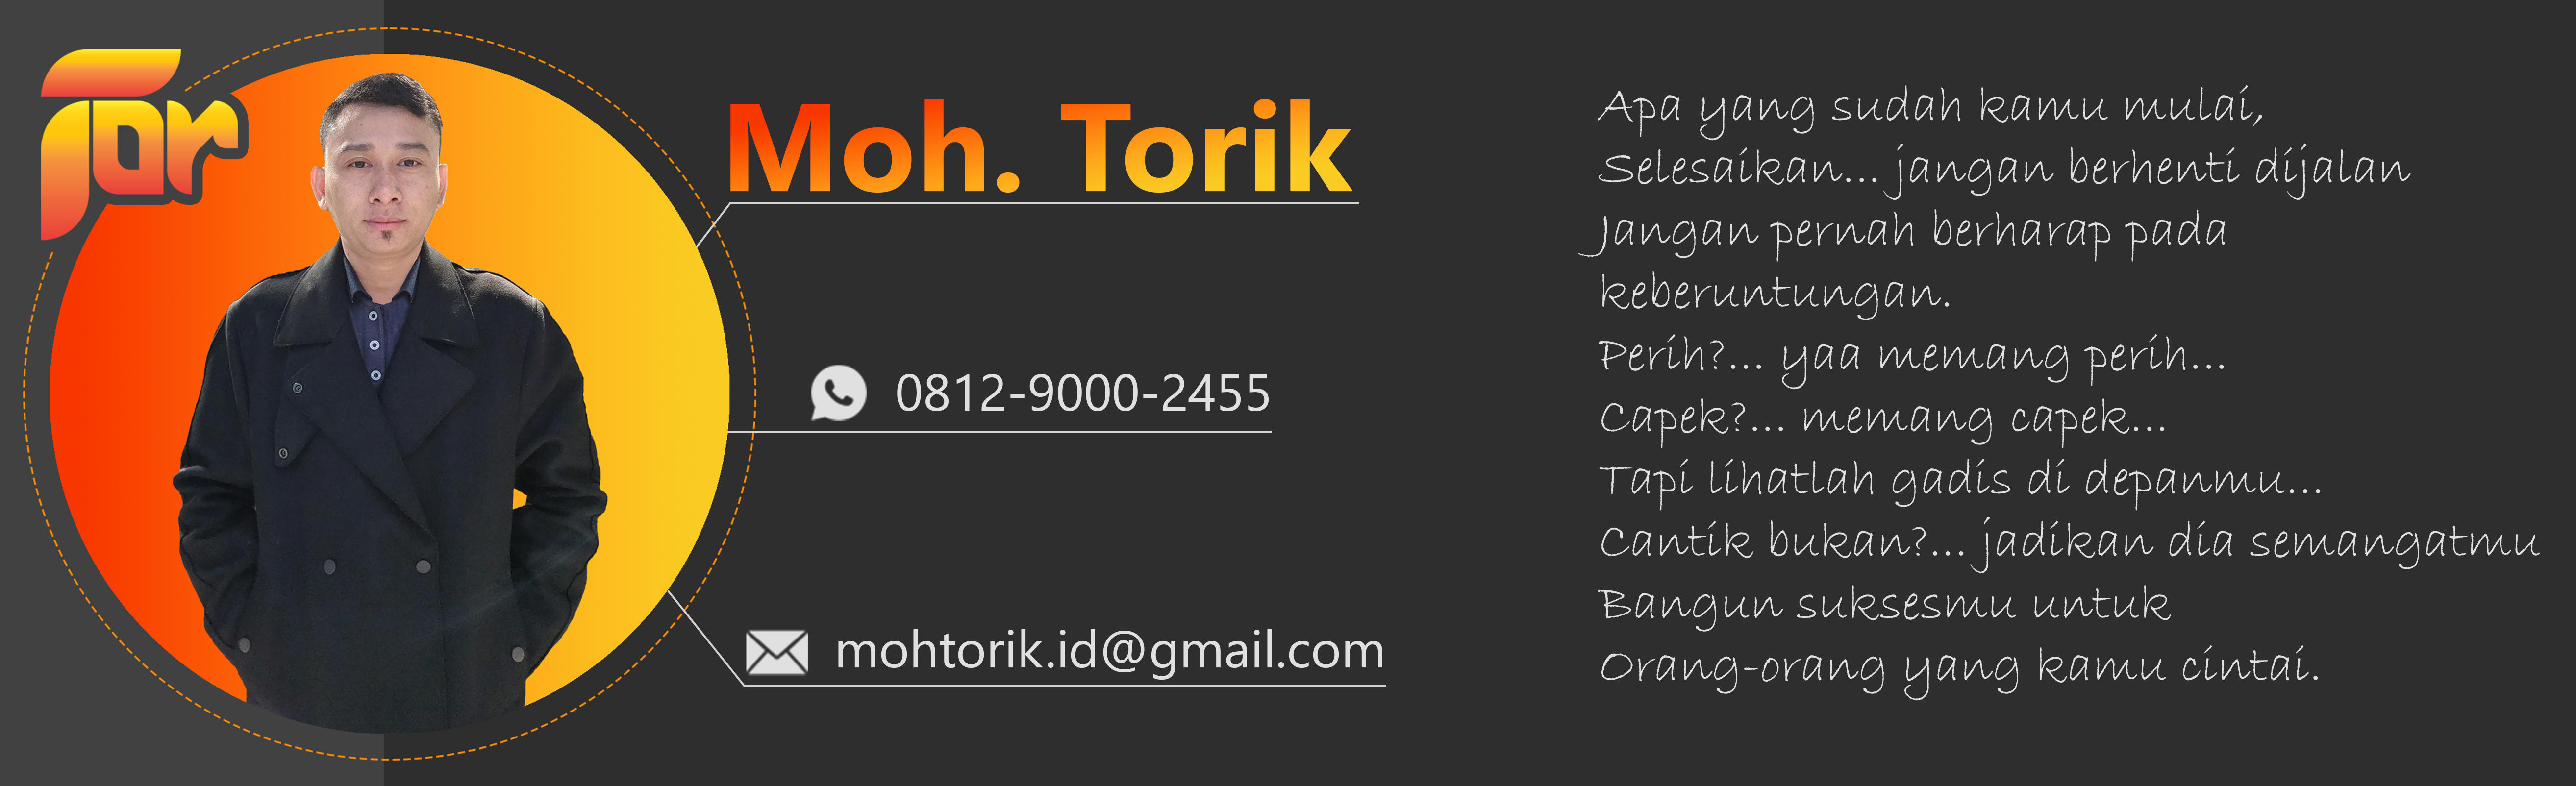 For
Moh. Torik
0812-9000-2455
mohtorik.id@gmail.com
Apa yang sudah kamu mulai,
Selesaikan... jangan berhenti dijalan
Jangan pernah berharap pada
keberuntungan.
Perih?... yaa memang perih...
Capek?... memang capek...
Tapi lihatlah gadis di depanmu...
Cantik bukan?... jadikan dia semangatmu
Bangun suksesmu untuk
Orang-orang yang kamu cintai.